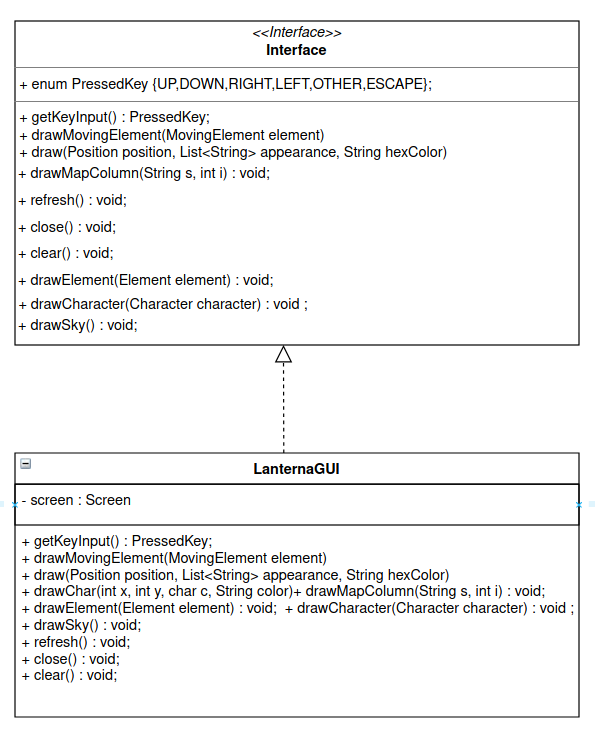 <<Interface>>
Interface
+ enum PressedKey {UP,DOWN,RIGHT,LEFT,OTHER,ESCAPE};
+ getKeyInput() : PressedKey;
+ drawMovingElement(MovingElement element)
+ draw(Position position, List<String> appearance, String hexColor)
+ drawMapColumn(String s, int i) : void;
+ refresh() : void;
+ close() : void;
+ clear() : void;
+ drawElement(Element element) : void;
+ drawCharacter(Character character) : void ;
+ drawSky() : void;
LanternaGUI
- screen : Screen
+ getKeyInput() : PressedKey;
+ drawMovingElement(MovingElement element)
+ draw(Position position, List<String> appearance, String hexColor)
+ drawChar(int x, int y, char c, String color)+ drawMapColumn(String s, int i) : void;
+ drawElement(Element element) : void;  + drawCharacter(Character character) : void ;
+ drawSky() : void;
+ refresh() : void;
+ close() : void;
+ clear() : void;